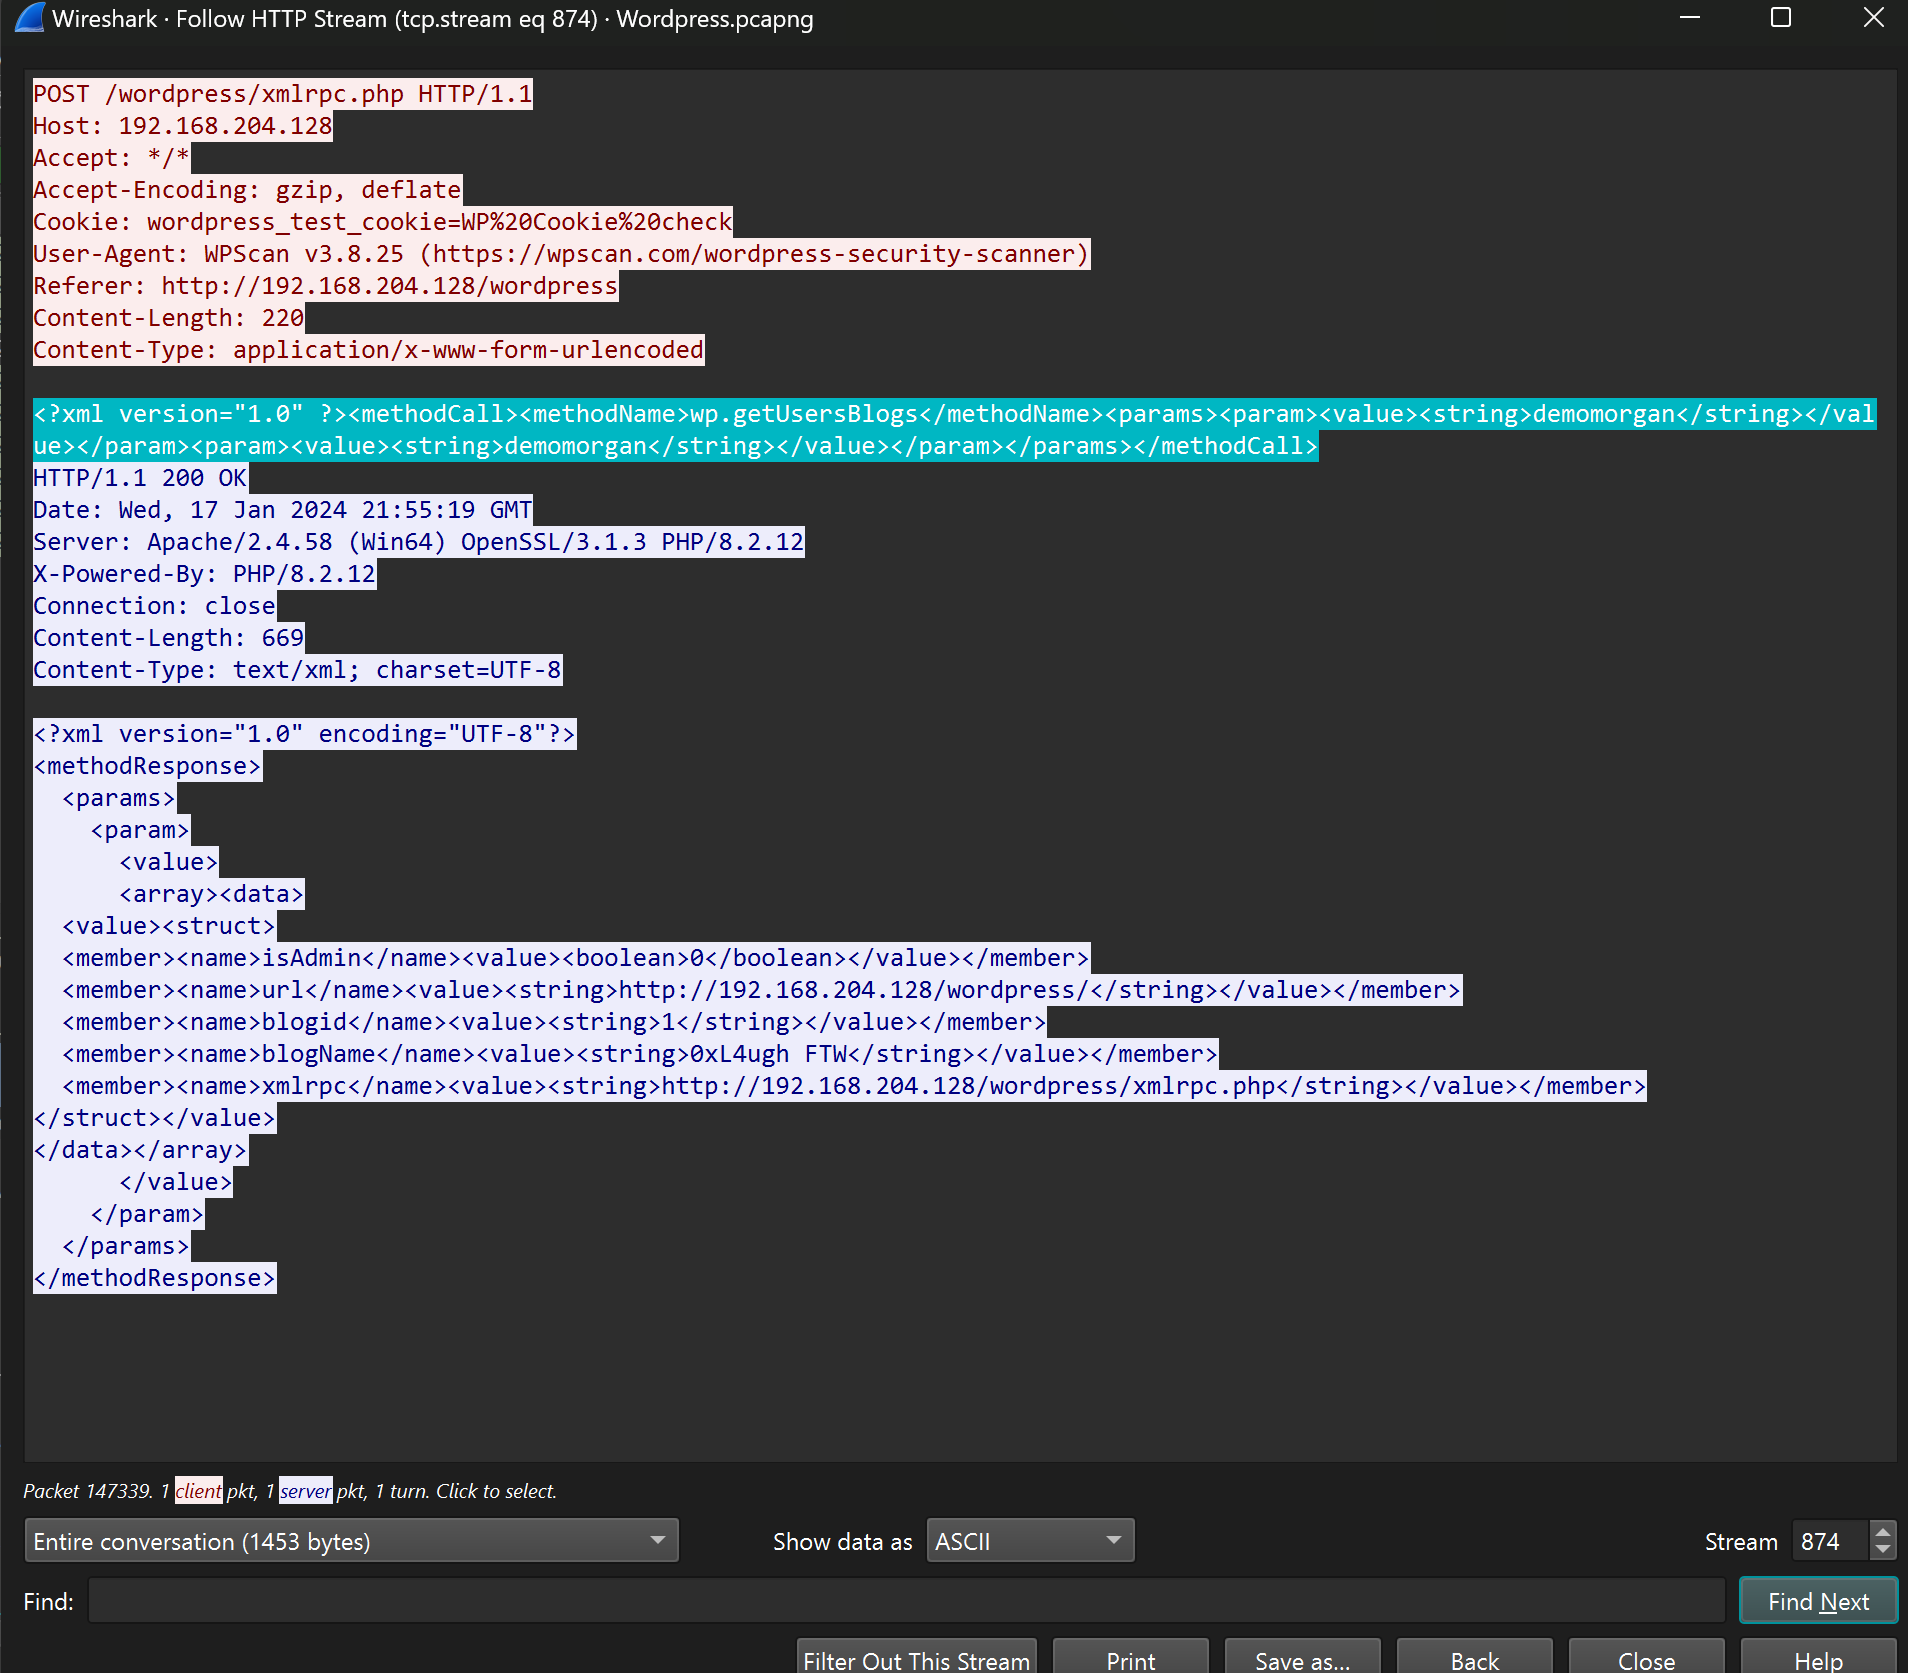 Wireshark · Follow HTTP Stream (tcp.stream eq 874) · Wordpress.pcapng
POST /wordpress/xmlrpc.php HTTP/1.1
Host: 192.168.204.128
Accept: */*
Accept-Encoding: gzip, deflate
Cookie: wordpress_test_cookie=WP%20Cookie%20check
User-Agent: WPScan v3.8.25 (https://wpscan.com/wordpress-security-scanner)
Referer: http://192.168.204.128/wordpress
Content-Length: 220
Content-Type: application/x-www-form-urlencoded
<?xml version="1.0" ?><methodCall><methodName>wp.getUsersBlogs</methodName><params><param><value><string>demomorgan</string></val
ue></param><param><value><string>demomorgan</string></value></param></params></methodCall>
HTTP/1.1 200 OK
Date: Wed, 17 Jan 2024 21:55:19 GMT
Server: Apache/2.4.58 (Win64) OpenSSL/3.1.3 PHP/8.2.12
X-Powered-By: PHP/8.2.12
Connection: close
Content-Length: 669
Content-Type: text/xml; charset=UTF-8
<?xml version="1.0" encoding="UTF-8"?>
<methodResponse>
  <params>
    <param>
      <value>
      <array><data>
  <value><struct>
  <member><name>isAdmin</name><value><boolean>0</boolean></value></member>
  <member><name>url</name><value><string>http://192.168.204.128/wordpress/</string></value></member>
  <member><name>blogid</name><value><string>1</string></value></member>
  <member><name>blogName</name><value><string>0xL4ugh FTW</string></value></member>
  <member><name>xmlrpc</name><value><string>http://192.168.204.128/wordpress/xmlrpc.php</string></value></member>
</struct></value>
</data></array>
      </value>
    </param>
  </params>
</methodResponse>
Packet 147339. 1 client pkt, 1 server pkt, 1 turn. Click to select.
Entire conversation (1453 bytes) Show data as ASCII Stream 874
Find: Find Next
Filter Out This Stream Print Save as... Back Close Help